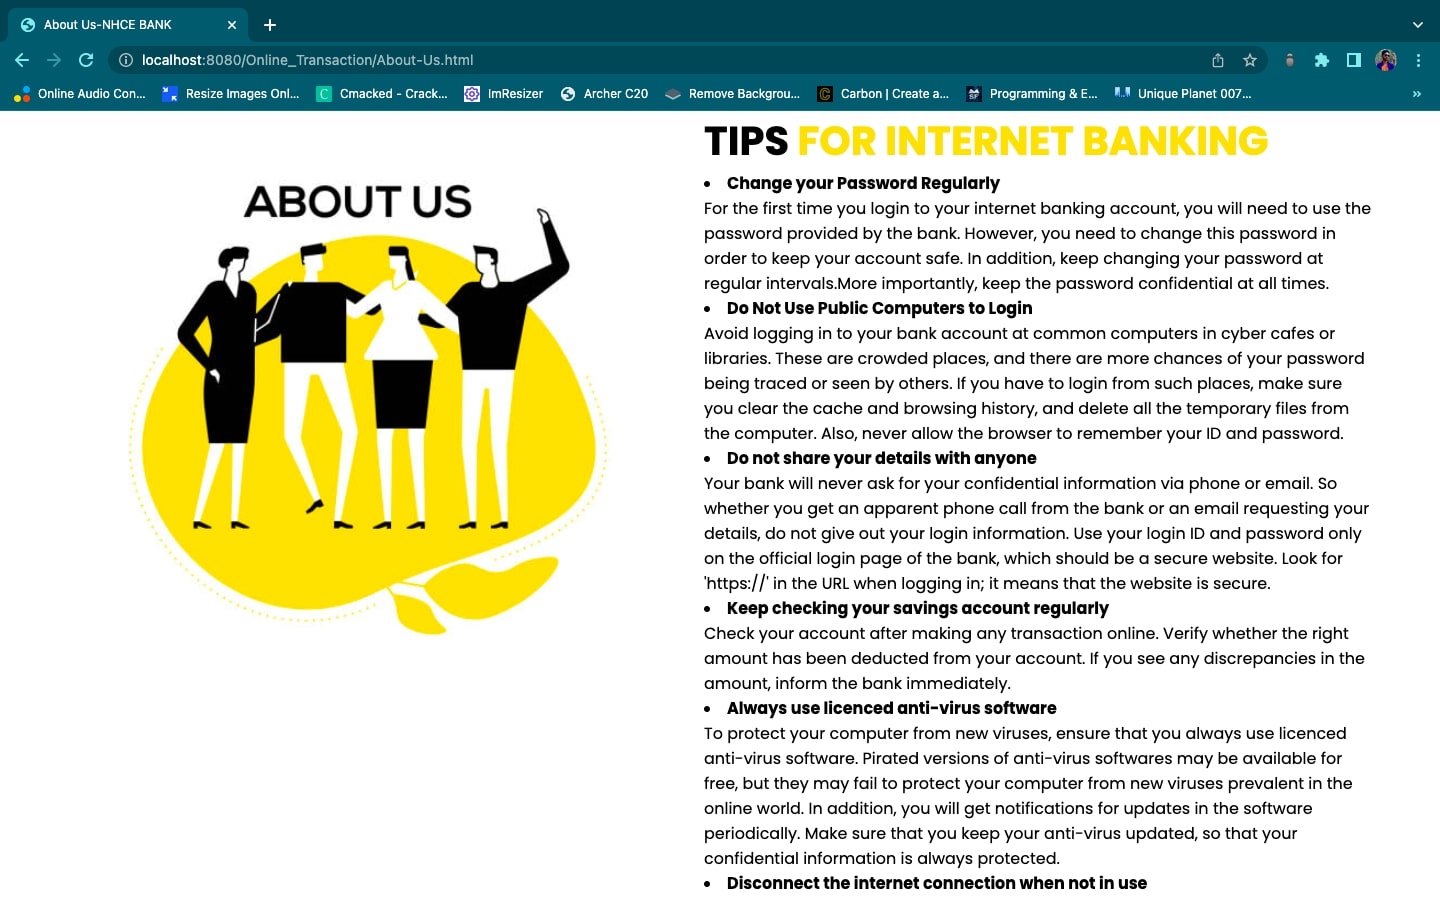 About Us-NHCE BANK
localhost:8080/Online_Transaction/About-Us.html
Online Audio Con...
Resize Images Onl...
Cmacked - Crack...
ImResizer
Archer C20
Remove Backgrou...
Carbon | Create a...
Programming & E...
Unique Planet 007...
ABOUT US
TIPS FOR INTERNET BANKING
• Change your Password Regularly
For the first time you login to your internet banking account, you will need to use the
password provided by the bank. However, you need to change this password in
order to keep your account safe. In addition, keep changing your password at
regular intervals.More importantly, keep the password confidential at all times.
• Do Not Use Public Computers to Login
Avoid logging in to your bank account at common computers in cyber cafes or
libraries. These are crowded places, and there are more chances of your password
being traced or seen by others. If you have to login from such places, make sure
you clear the cache and browsing history, and delete all the temporary files from
the computer. Also, never allow the browser to remember your ID and password.
• Do not share your details with anyone
Your bank will never ask for your confidential information via phone or email. So
whether you get an apparent phone call from the bank or an email requesting your
details, do not give out your login information. Use your login ID and password only
on the official login page of the bank, which should be a secure website. Look for
'https://' in the URL when logging in; it means that the website is secure.
• Keep checking your savings account regularly
Check your account after making any transaction online. Verify whether the right
amount has been deducted from your account. If you see any discrepancies in the
amount, inform the bank immediately.
• Always use licenced anti-virus software
To protect your computer from new viruses, ensure that you always use licenced
anti-virus software. Pirated versions of anti-virus softwares may be available for
free, but they may fail to protect your computer from new viruses prevalent in the
online world. In addition, you will get notifications for updates in the software
periodically. Make sure that you keep your anti-virus updated, so that your
confidential information is always protected.
• Disconnect the internet connection when not in use